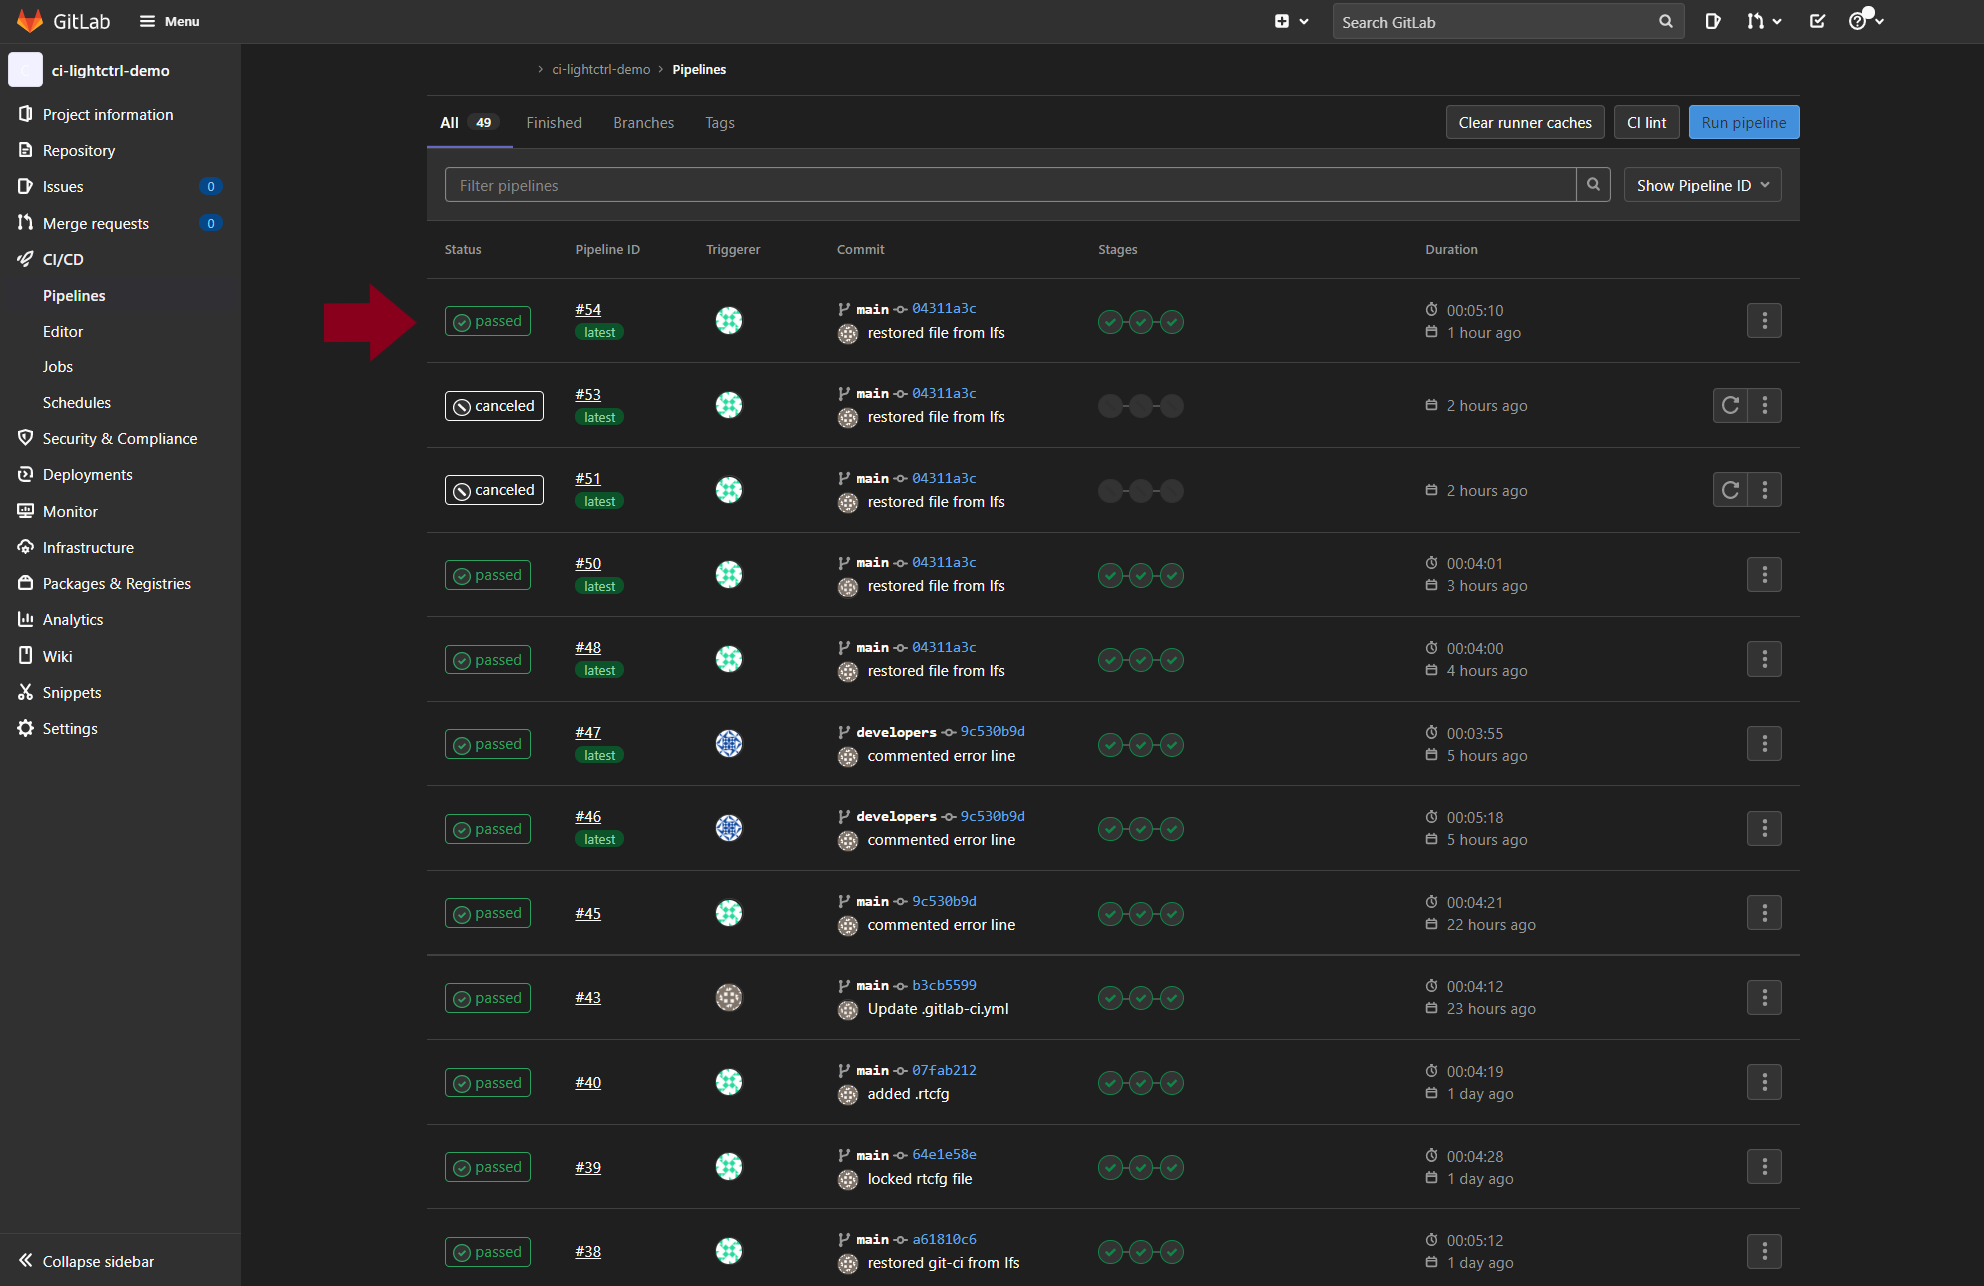 GitLab
Menu
Search GitLab
ci-lightctrl-demo
Project information
Repository
Issues 0
Merge requests 0
CI/CD
Pipelines
Editor
Jobs
Schedules
Security & Compliance
Deployments
Monitor
Infrastructure
Packages & Registries
Analytics
Wiki
Snippets
Settings
Collapse sidebar
> ci-lightctrl-demo > Pipelines
All 49 Finished Branches Tags
Clear runner caches CI lint Run pipeline
Filter pipelines
Show Pipeline ID
Status Pipeline ID Triggerer Commit Stages Duration
passed #54 main 04311a3c 00:05:10
latest restored file from lfs 1 hour ago
canceled #53 main 04311a3c 2 hours ago
latest restored file from lfs
canceled #51 main 04311a3c 2 hours ago
latest restored file from lfs
passed #50 main 04311a3c 00:04:01
latest restored file from lfs 3 hours ago
passed #48 main 04311a3c 00:04:00
latest restored file from lfs 4 hours ago
passed #47 developers 9c530b9d 00:03:55
latest commented error line 5 hours ago
passed #46 developers 9c530b9d 00:05:18
latest commented error line 5 hours ago
passed #45 main 9c530b9d 00:04:21
commented error line 22 hours ago
passed #43 main b3cb5599 00:04:12
Update .gitlab-ci.yml 23 hours ago
passed #40 main 07fab212 00:04:19
added .rtcfg 1 day ago
passed #39 main 64e1e58e 00:04:28
locked rtcfg file 1 day ago
passed #38 main a61810c6 00:05:12
restored git-ci from lfs 1 day ago